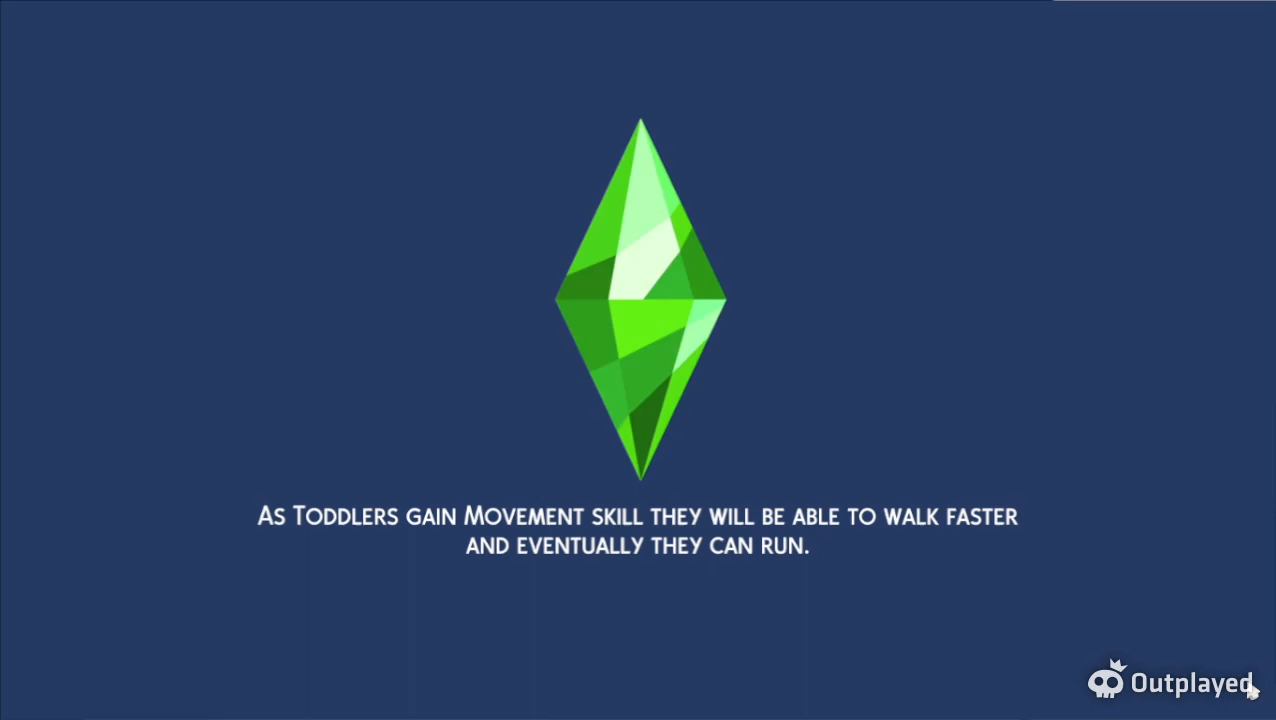 As Toddlers gain Movement skill they will be able to walk faster
and eventually they can run.
Outplayed